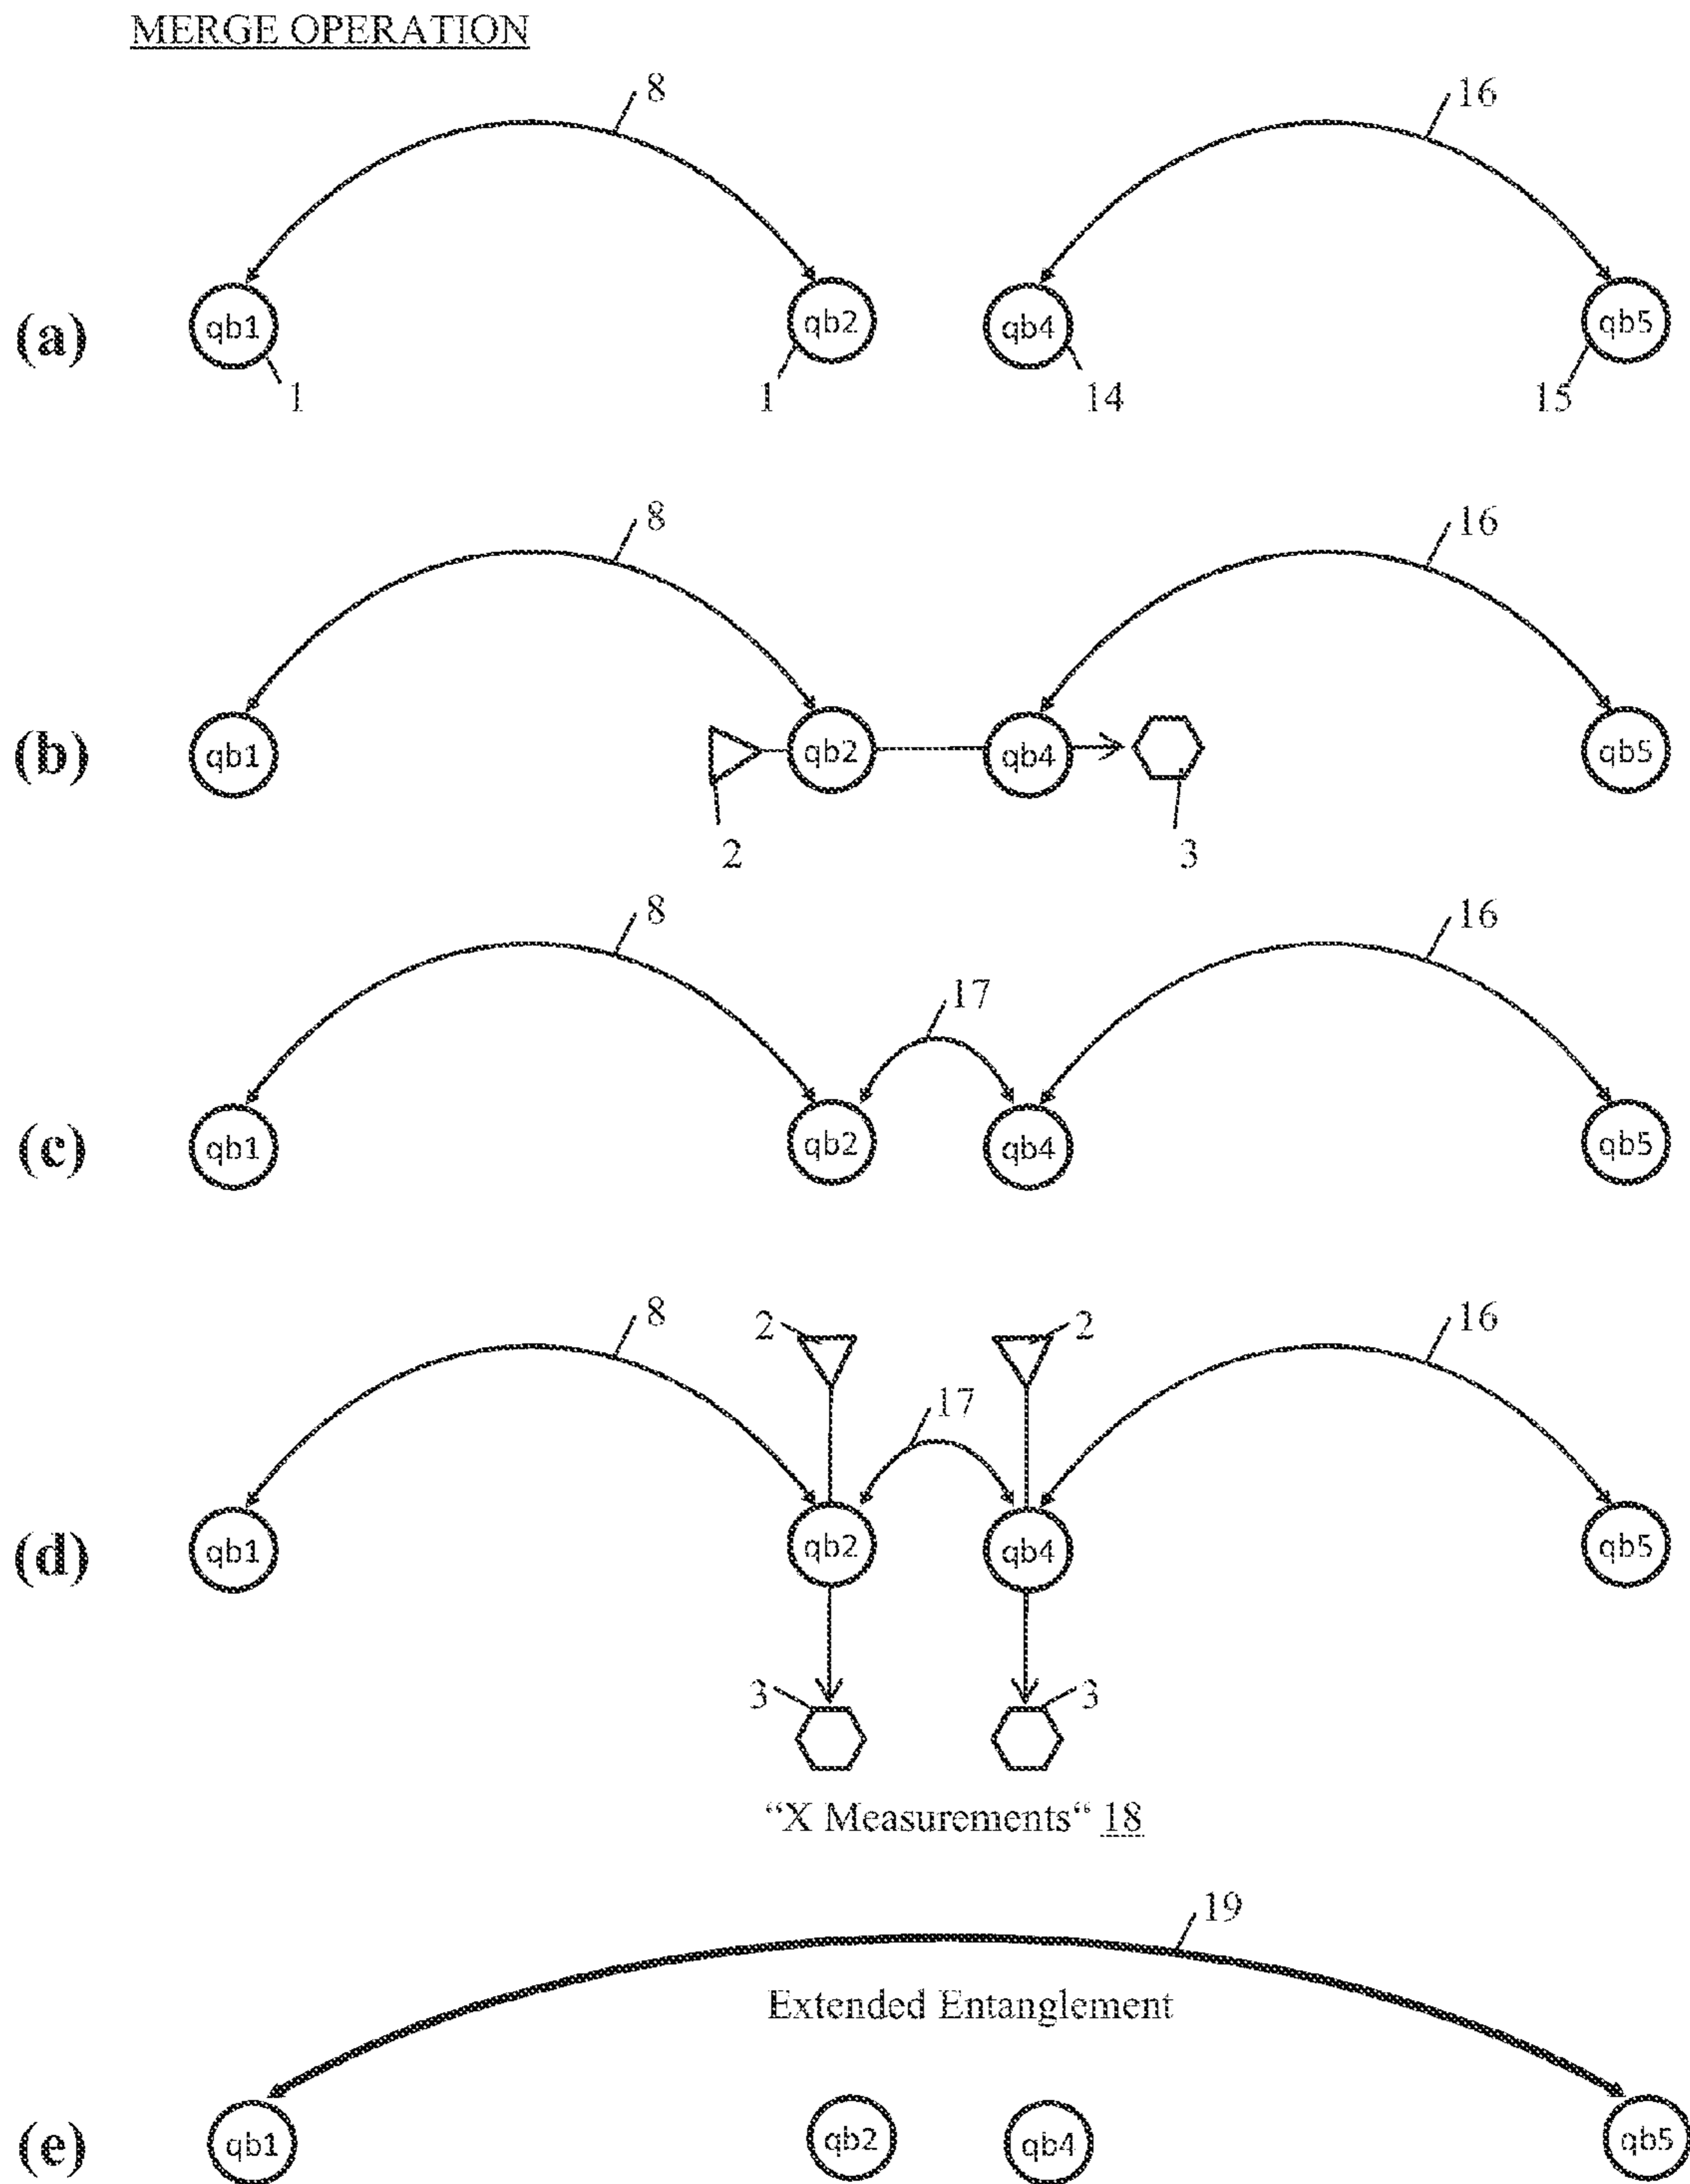 MERGE OPERATION
8 16
(a) qb1 qb2 qb4 qb5
1 1 14 15
8 16
(b) qb1 qb2 qb4 qb5
2 3
8 16
17
(c) qb1 qb2 qb4 qb5
8 2 2 16
17
(d) qb1 qb2 qb4 qb5
3 3
“X Measurements“ 18
19
Extended Entanglement
(e) qb1 qb2 qb4 qb5